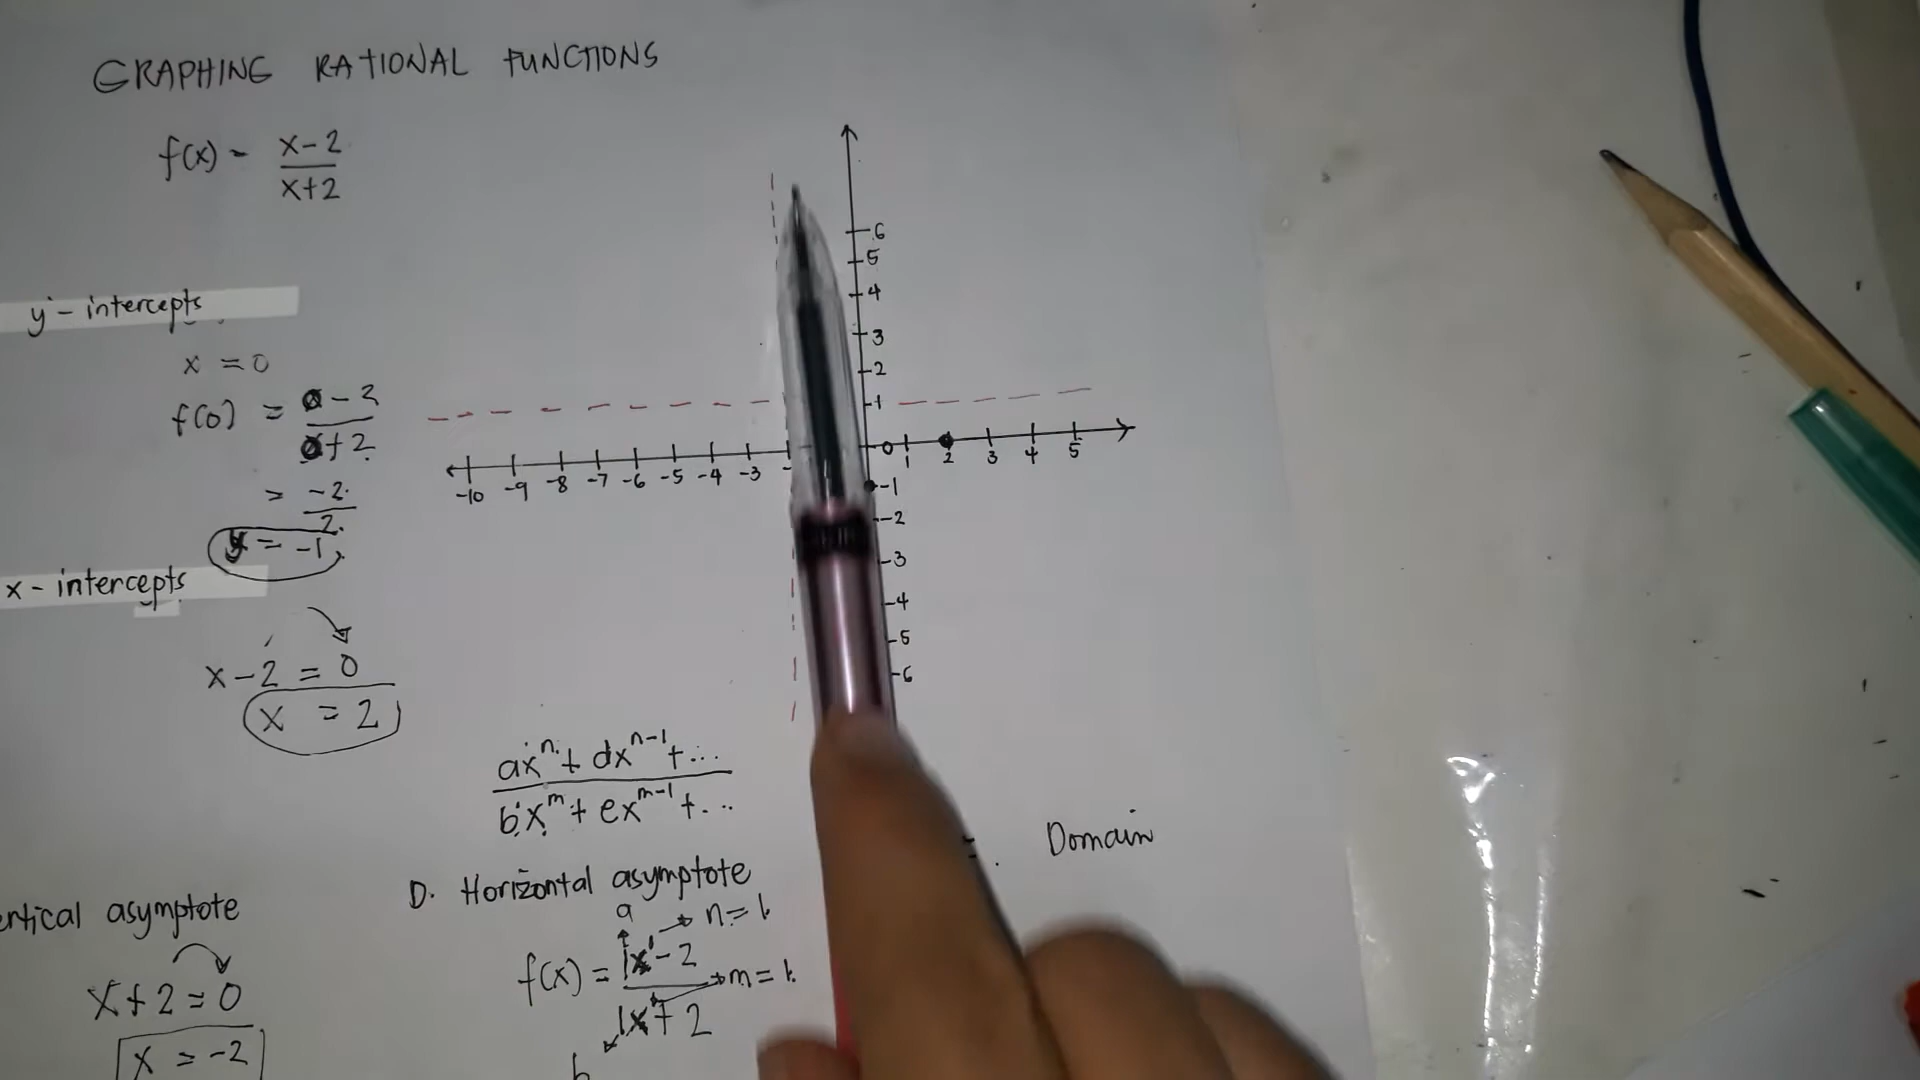 GRAPHING RATIONAL FUNCTIONS
f(x) = x-2
x+2
y - intercepts
x = 0
f(0) = 0 - 2
0 + 2
= -2
2
y = -1
x - intercepts
x - 2 = 0
x = 2
6
5
4
3
2
1
-10 -9 -8 -7 -6 -5 -4 -3 0 1 2 3 4 5
-1
-2
-3
-4
-5
-6
ax^n + dx^n-1 + ...
bx^m + ex^m-1 + ...
asymptote
x + 2 = 0
x = -2
D. Horizontal asymptote
a
n = 1
f(x) = 1x^1 - 2
m = 1
1x^1 + 2
b
Domain